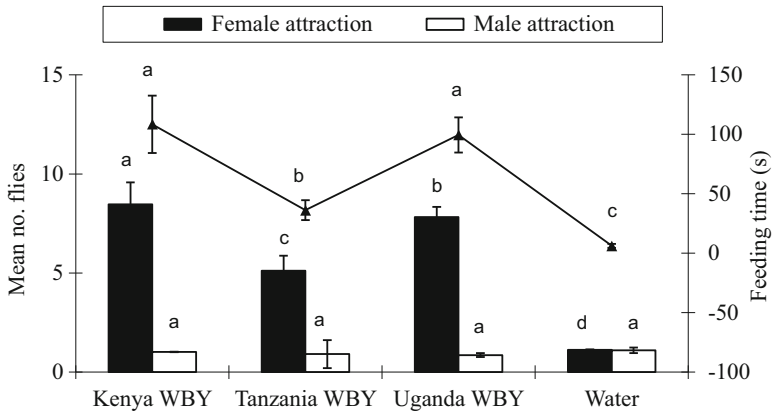 Female attraction Male attraction
15 150
a a
a
10 100
b
a b
50
c c
5 0
-50
a a a d a
0 -100
Kenya WBY Tanzania WBY Uganda WBY Water
Mean no. flies
Feeding time (s)